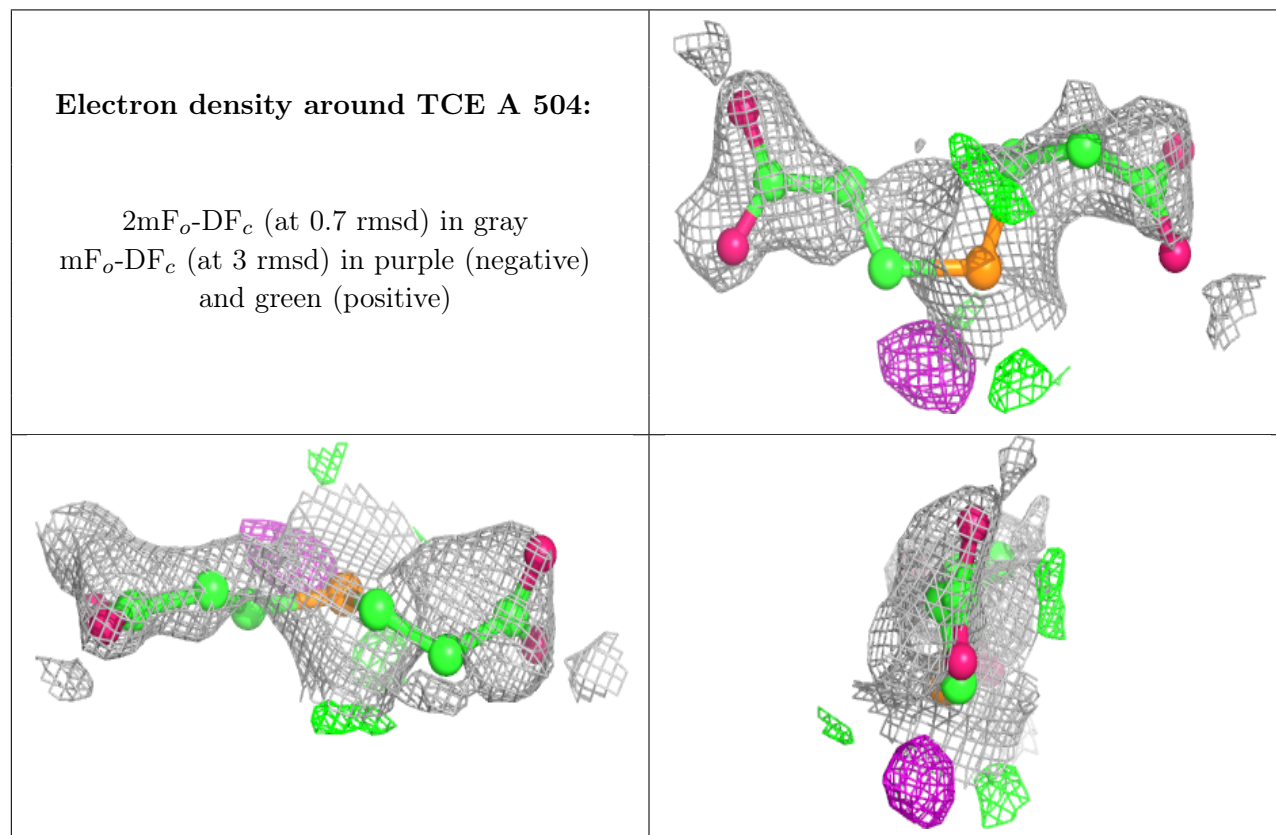 Electron density around TCE A 504:
2mFₒ-DF𝒸 (at 0.7 rmsd) in gray
mFₒ-DF𝒸 (at 3 rmsd) in purple (negative)
and green (positive)